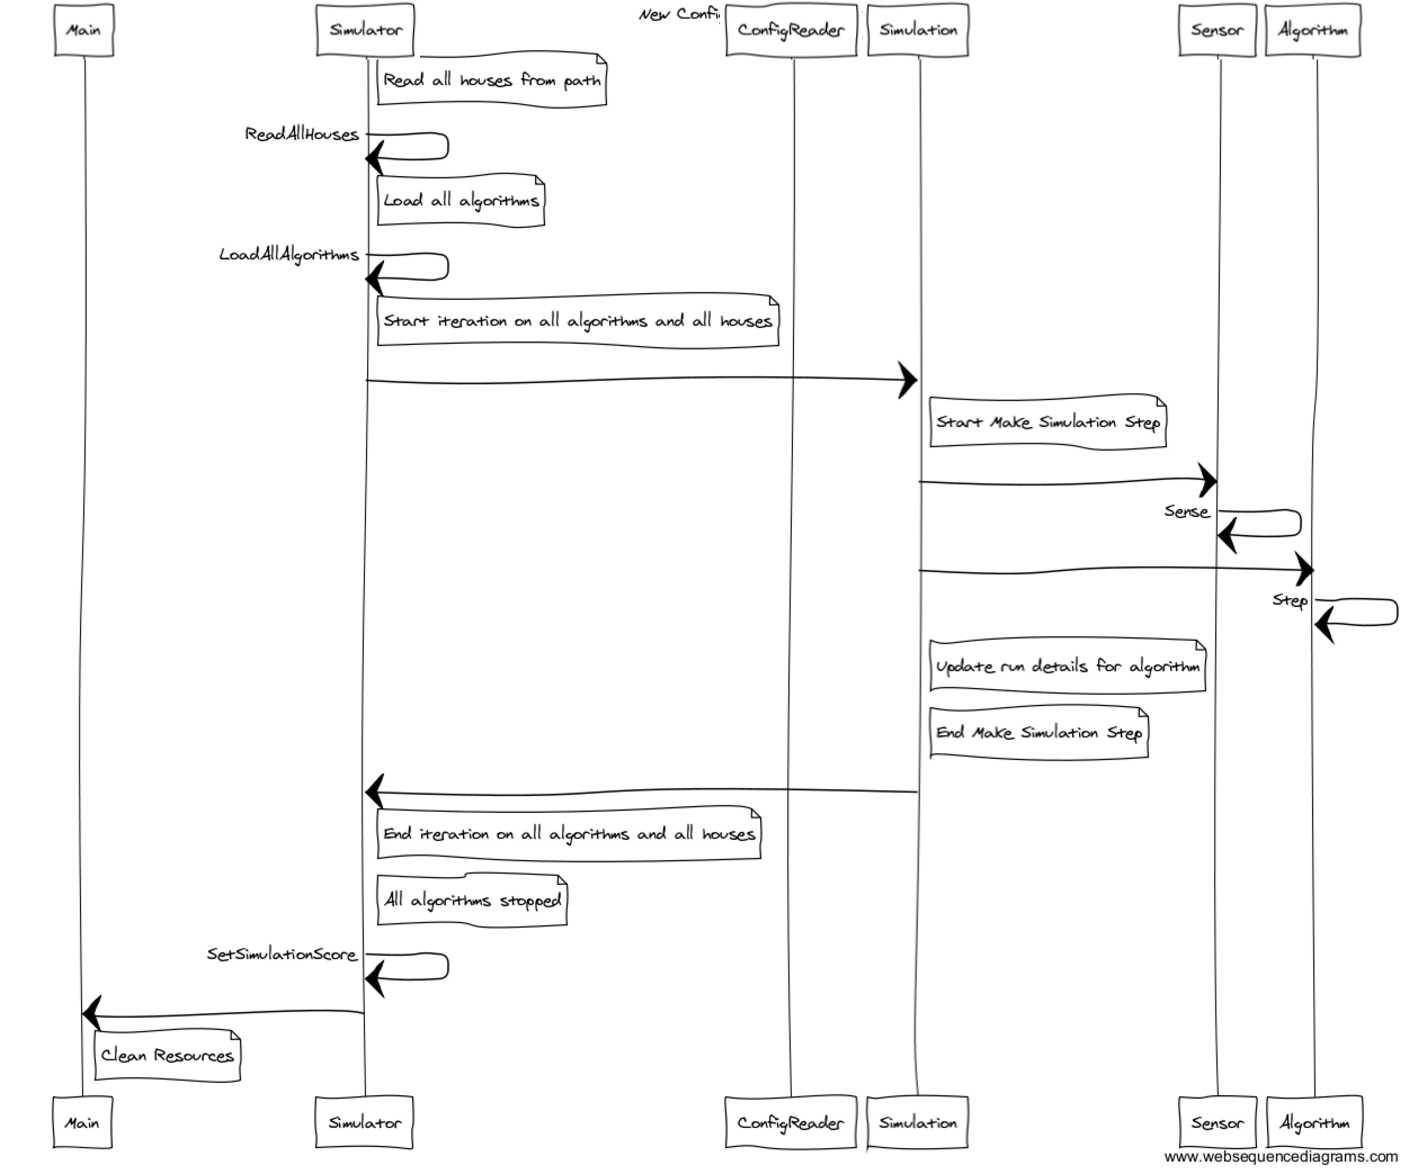 Main
Simulator
New Confi
ConfigReader
Simulation
Sensor
Algorithm
Read all houses from path
ReadAllHouses
Load all algorithms
LoadAllAlgorithms
Start iteration on all algorithms and all houses
Start Make Simulation Step
Sense
Step
Update run details for algorithm
End Make Simulation Step
End iteration on all algorithms and all houses
All algorithms stopped
SetSimulationScore
Clean Resources
Main
Simulator
ConfigReader
Simulation
Sensor
Algorithm
www.websequencediagrams.com